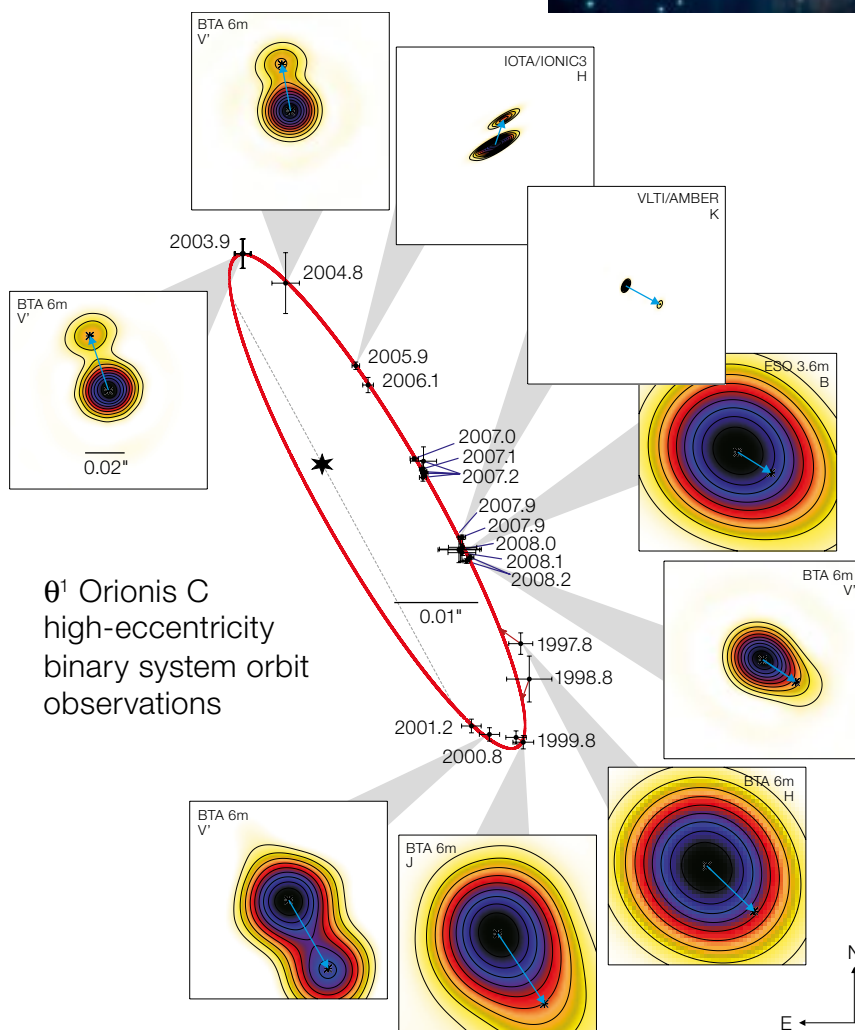 BTA 6m
V'
IOTA/IONIC3
H
VLTI/AMBER
K
2003.9
2004.8
BTA 6m
V'
0.02"
2005.9
2006.1
ESO 3.6m
B
2007.0
2007.1
2007.2
2007.9
2007.9
2008.0
2008.1
2008.2
BTA 6m
V'
0.01"
θ¹ Orionis C
high-eccentricity
binary system orbit
observations
1997.8
1998.8
2001.2
2000.8
1999.8
BTA 6m
H
BTA 6m
V'
BTA 6m
J
N
E